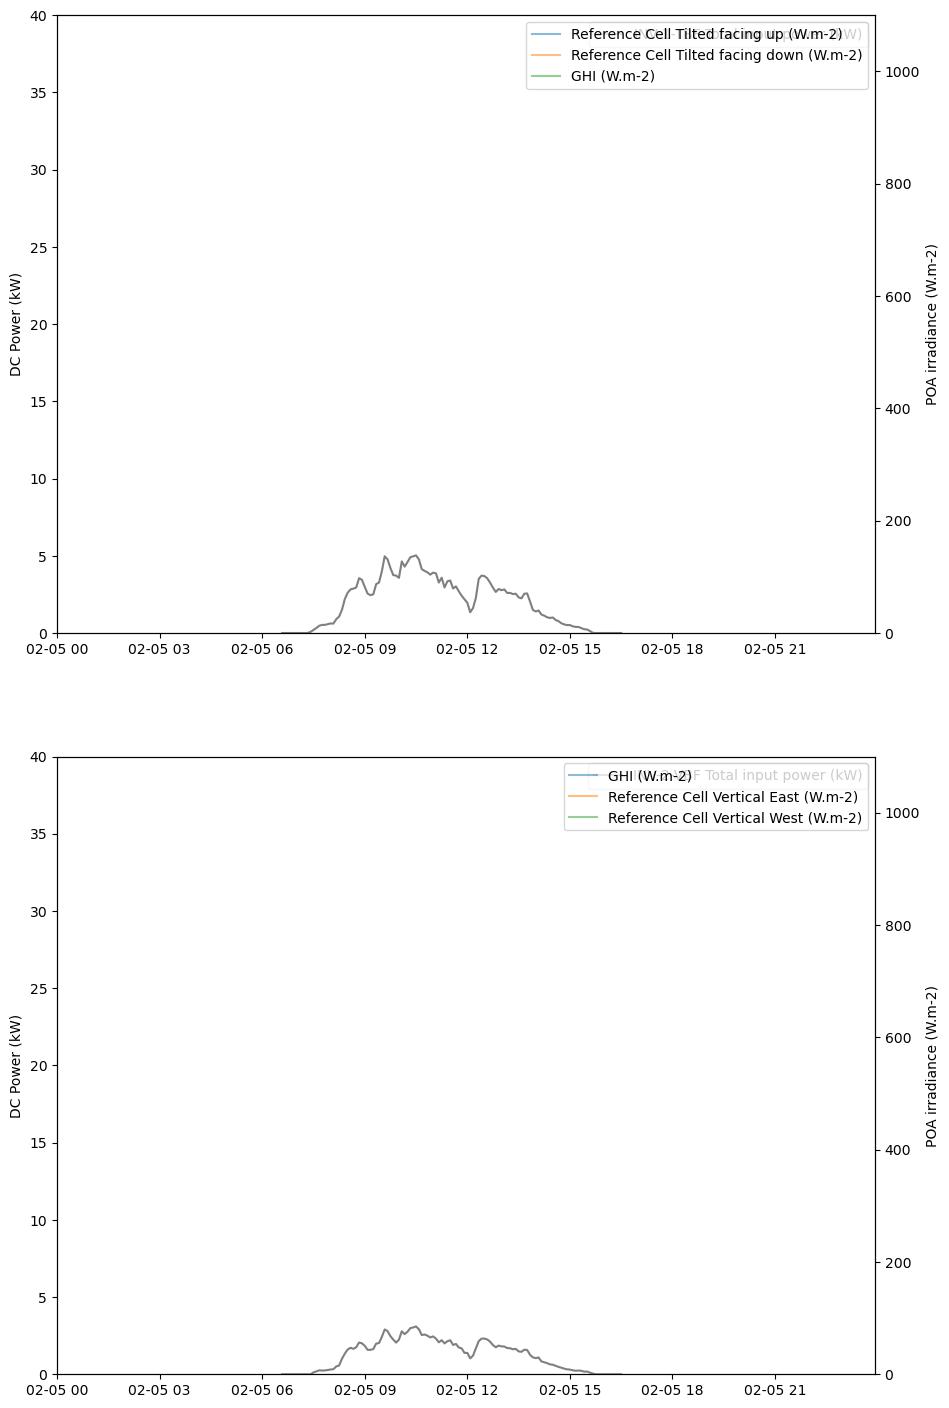 40
35
30
25
20
15
10
5
0
DC Power (kW)
Reference Cell Tilted facing up (W.m-2)
Reference Cell Tilted facing down (W.m-2)
GHI (W.m-2)
1000
800
600
400
200
0
POA irradiance (W.m-2)
02-05 00 02-05 03 02-05 06 02-05 09 02-05 12 02-05 15 02-05 18 02-05 21
40
35
30
25
20
15
10
5
0
DC Power (kW)
GHI (W.m-2) Total input power (kW)
Reference Cell Vertical East (W.m-2)
Reference Cell Vertical West (W.m-2)
1000
800
600
400
200
0
POA irradiance (W.m-2)
02-05 00 02-05 03 02-05 06 02-05 09 02-05 12 02-05 15 02-05 18 02-05 21